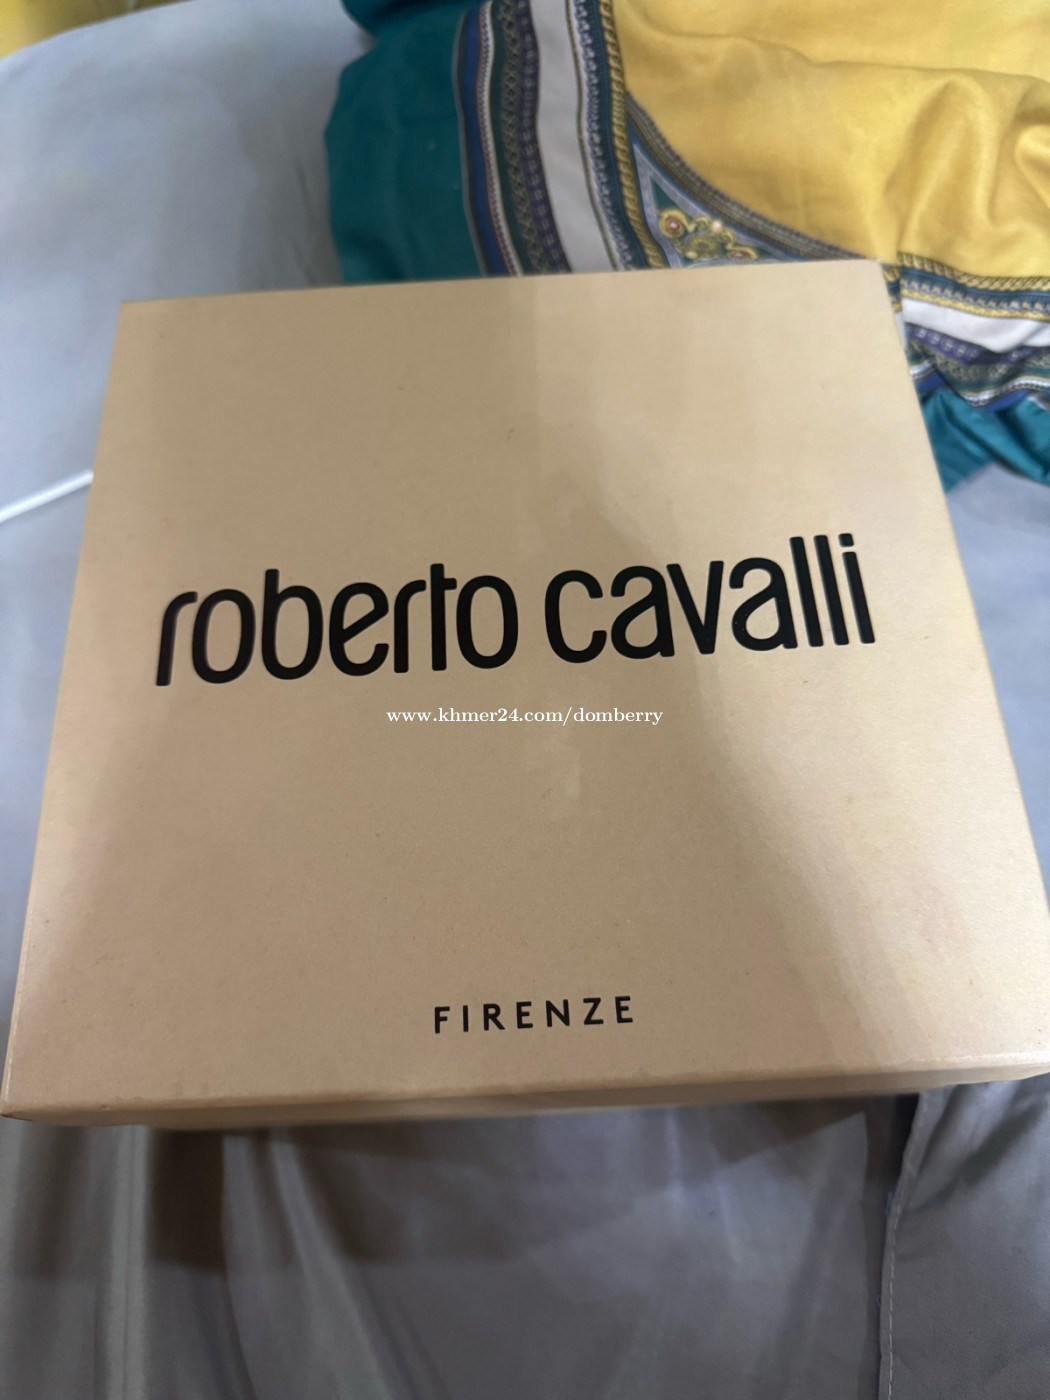 roberto cavalli
www.khmer24.com/domberry
FIRENZE